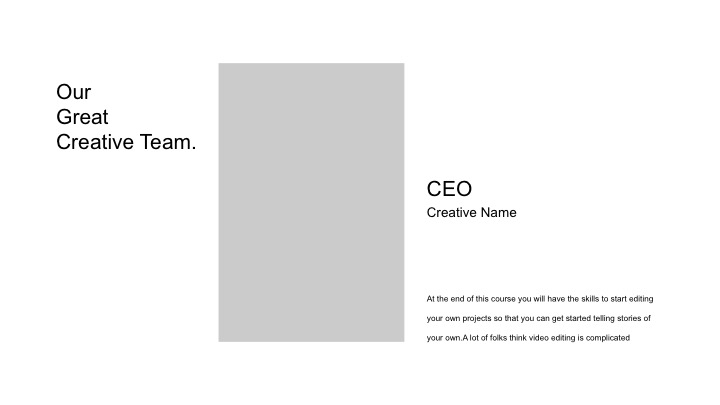 Our
Great
Creative Team.
CEO
Creative Name
At the end of this course you will have the skills to start editing
your own projects so that you can get started telling stories of
your own.A lot of folks think video editing is complicated